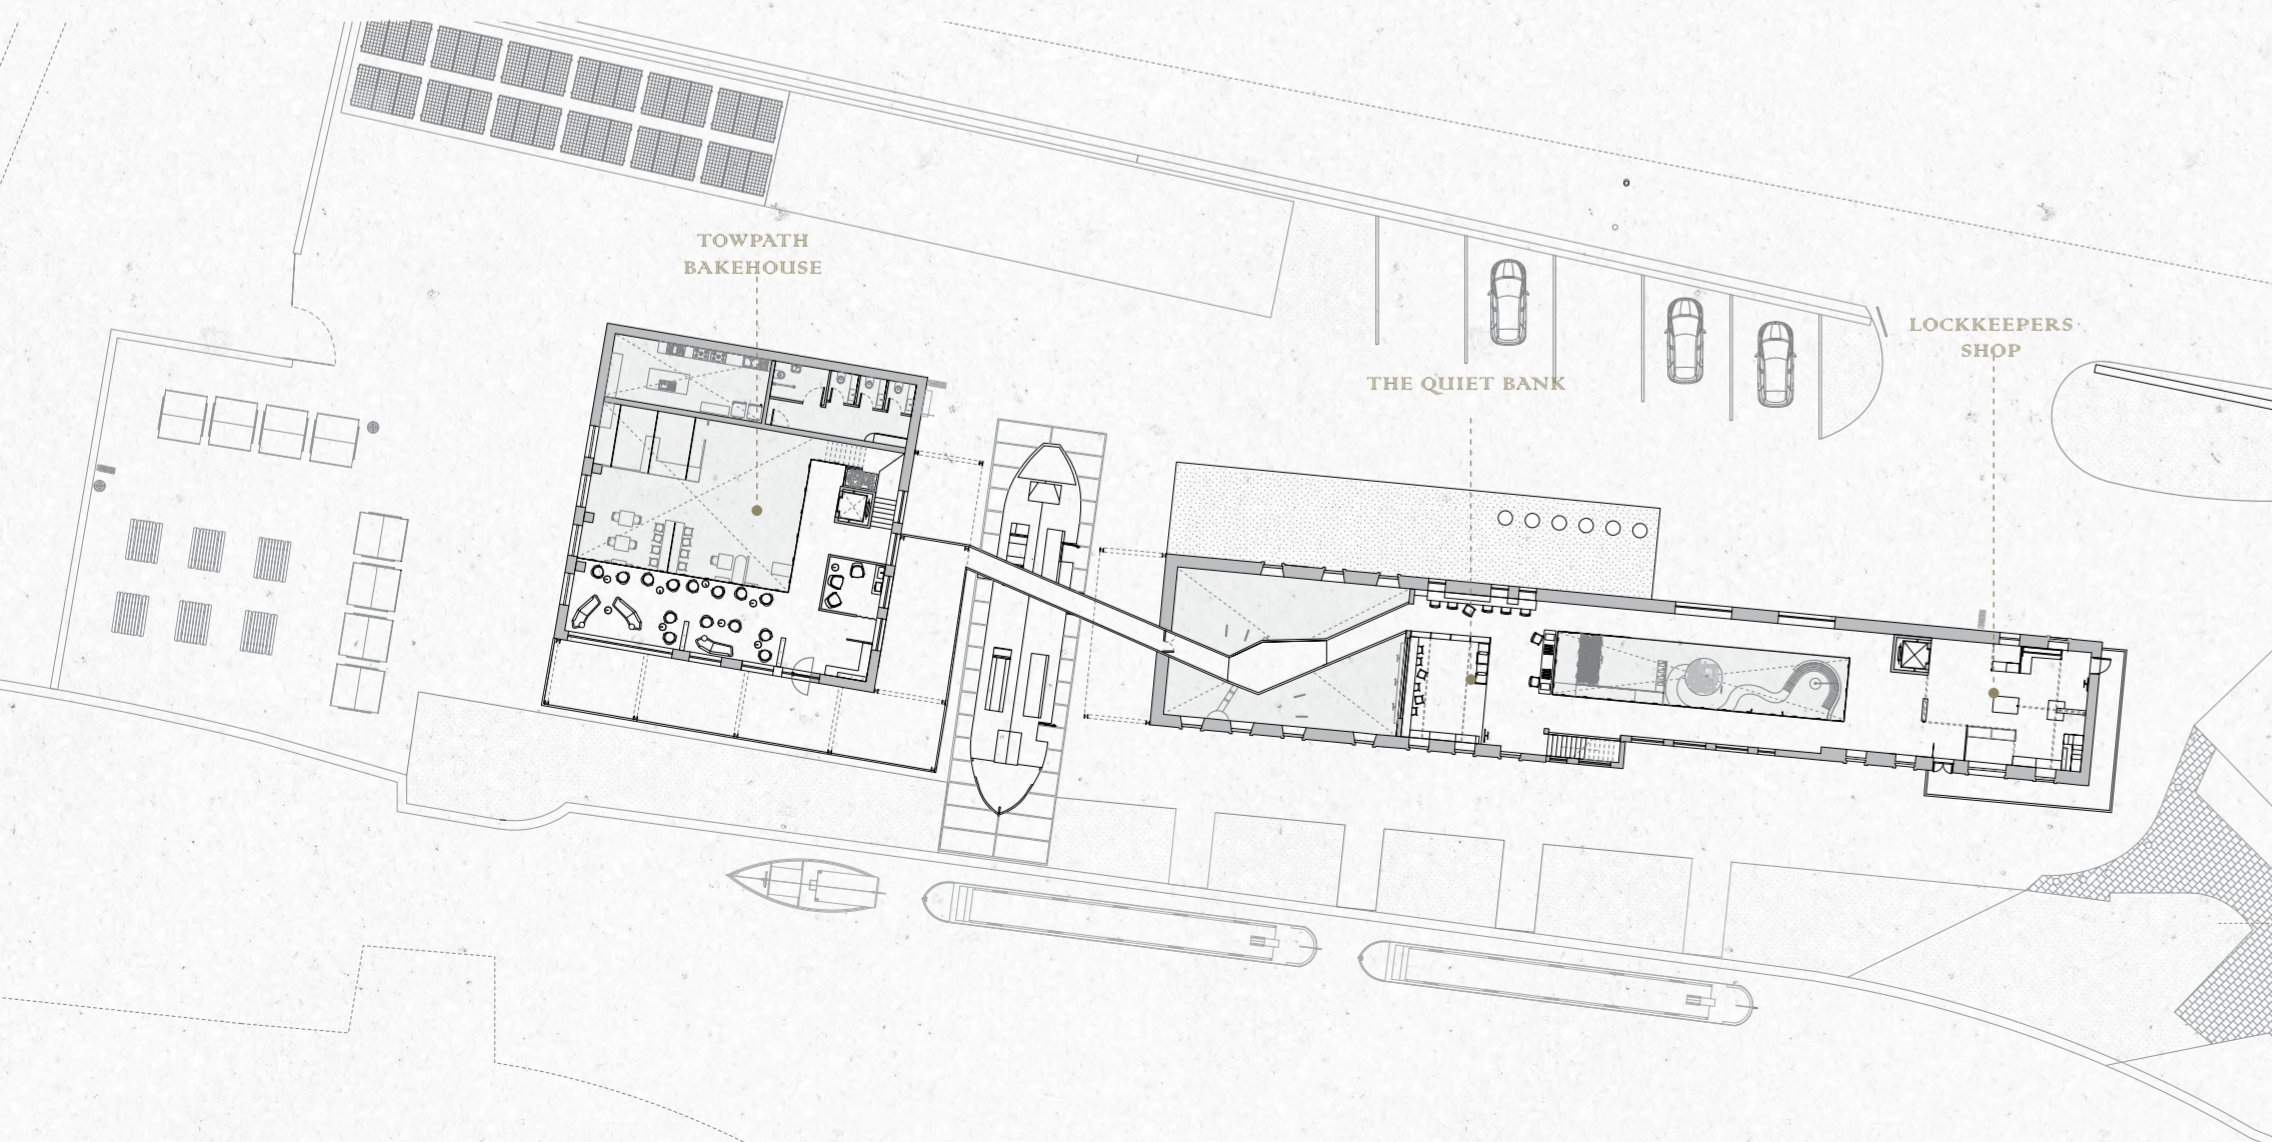 TOWPATH
BAKEHOUSE
THE QUIET BANK
LOCKKEEPERS
SHOP